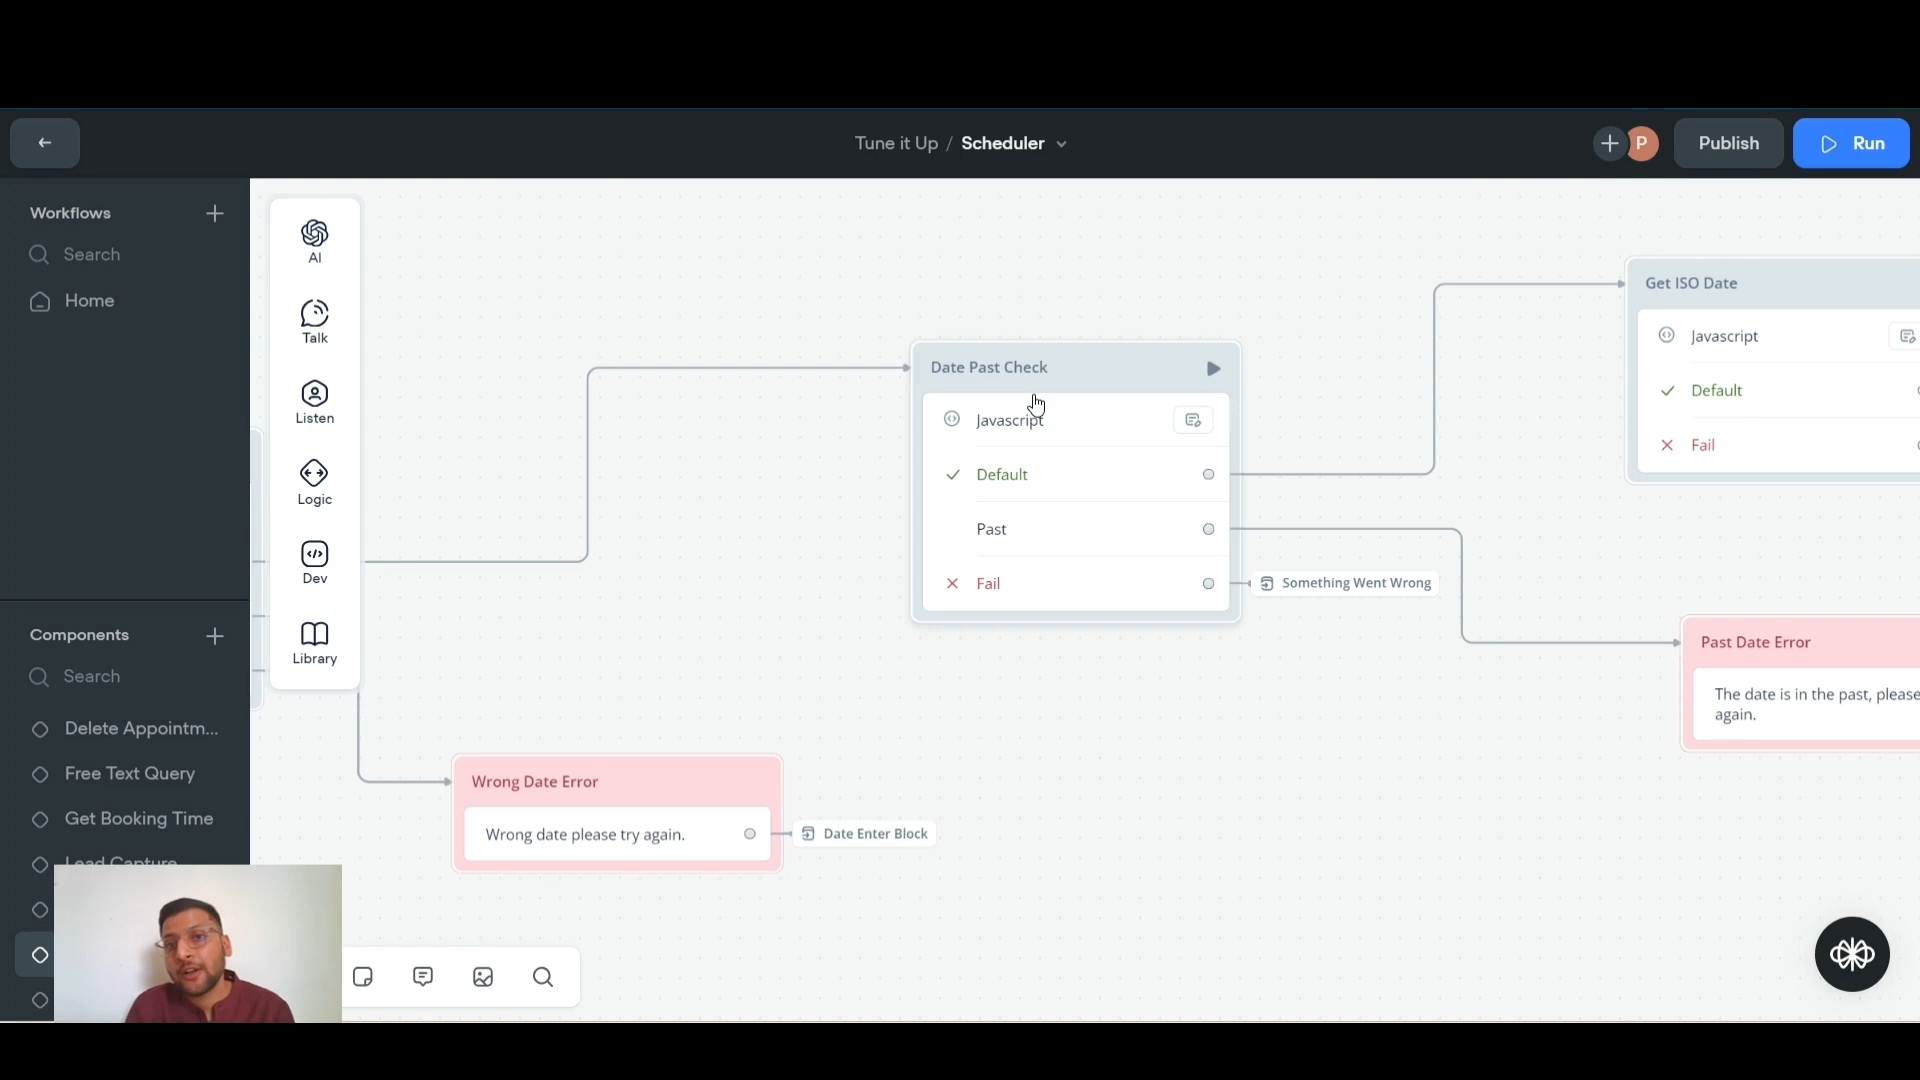 Tune it Up / Scheduler
P
Publish
Run
Workflows
Search
Home
AI
Talk
Listen
Logic
Dev
Library
Components
Search
Delete Appointm...
Free Text Query
Get Booking Time
Lead Capture
Date Past Check
Javascript
Default
Past
Fail
Something Went Wrong
Get ISO Date
Javascript
Default
Fail
Past Date Error
The date is in the past, please
again.
Wrong Date Error
Wrong date please try again.
Date Enter Block